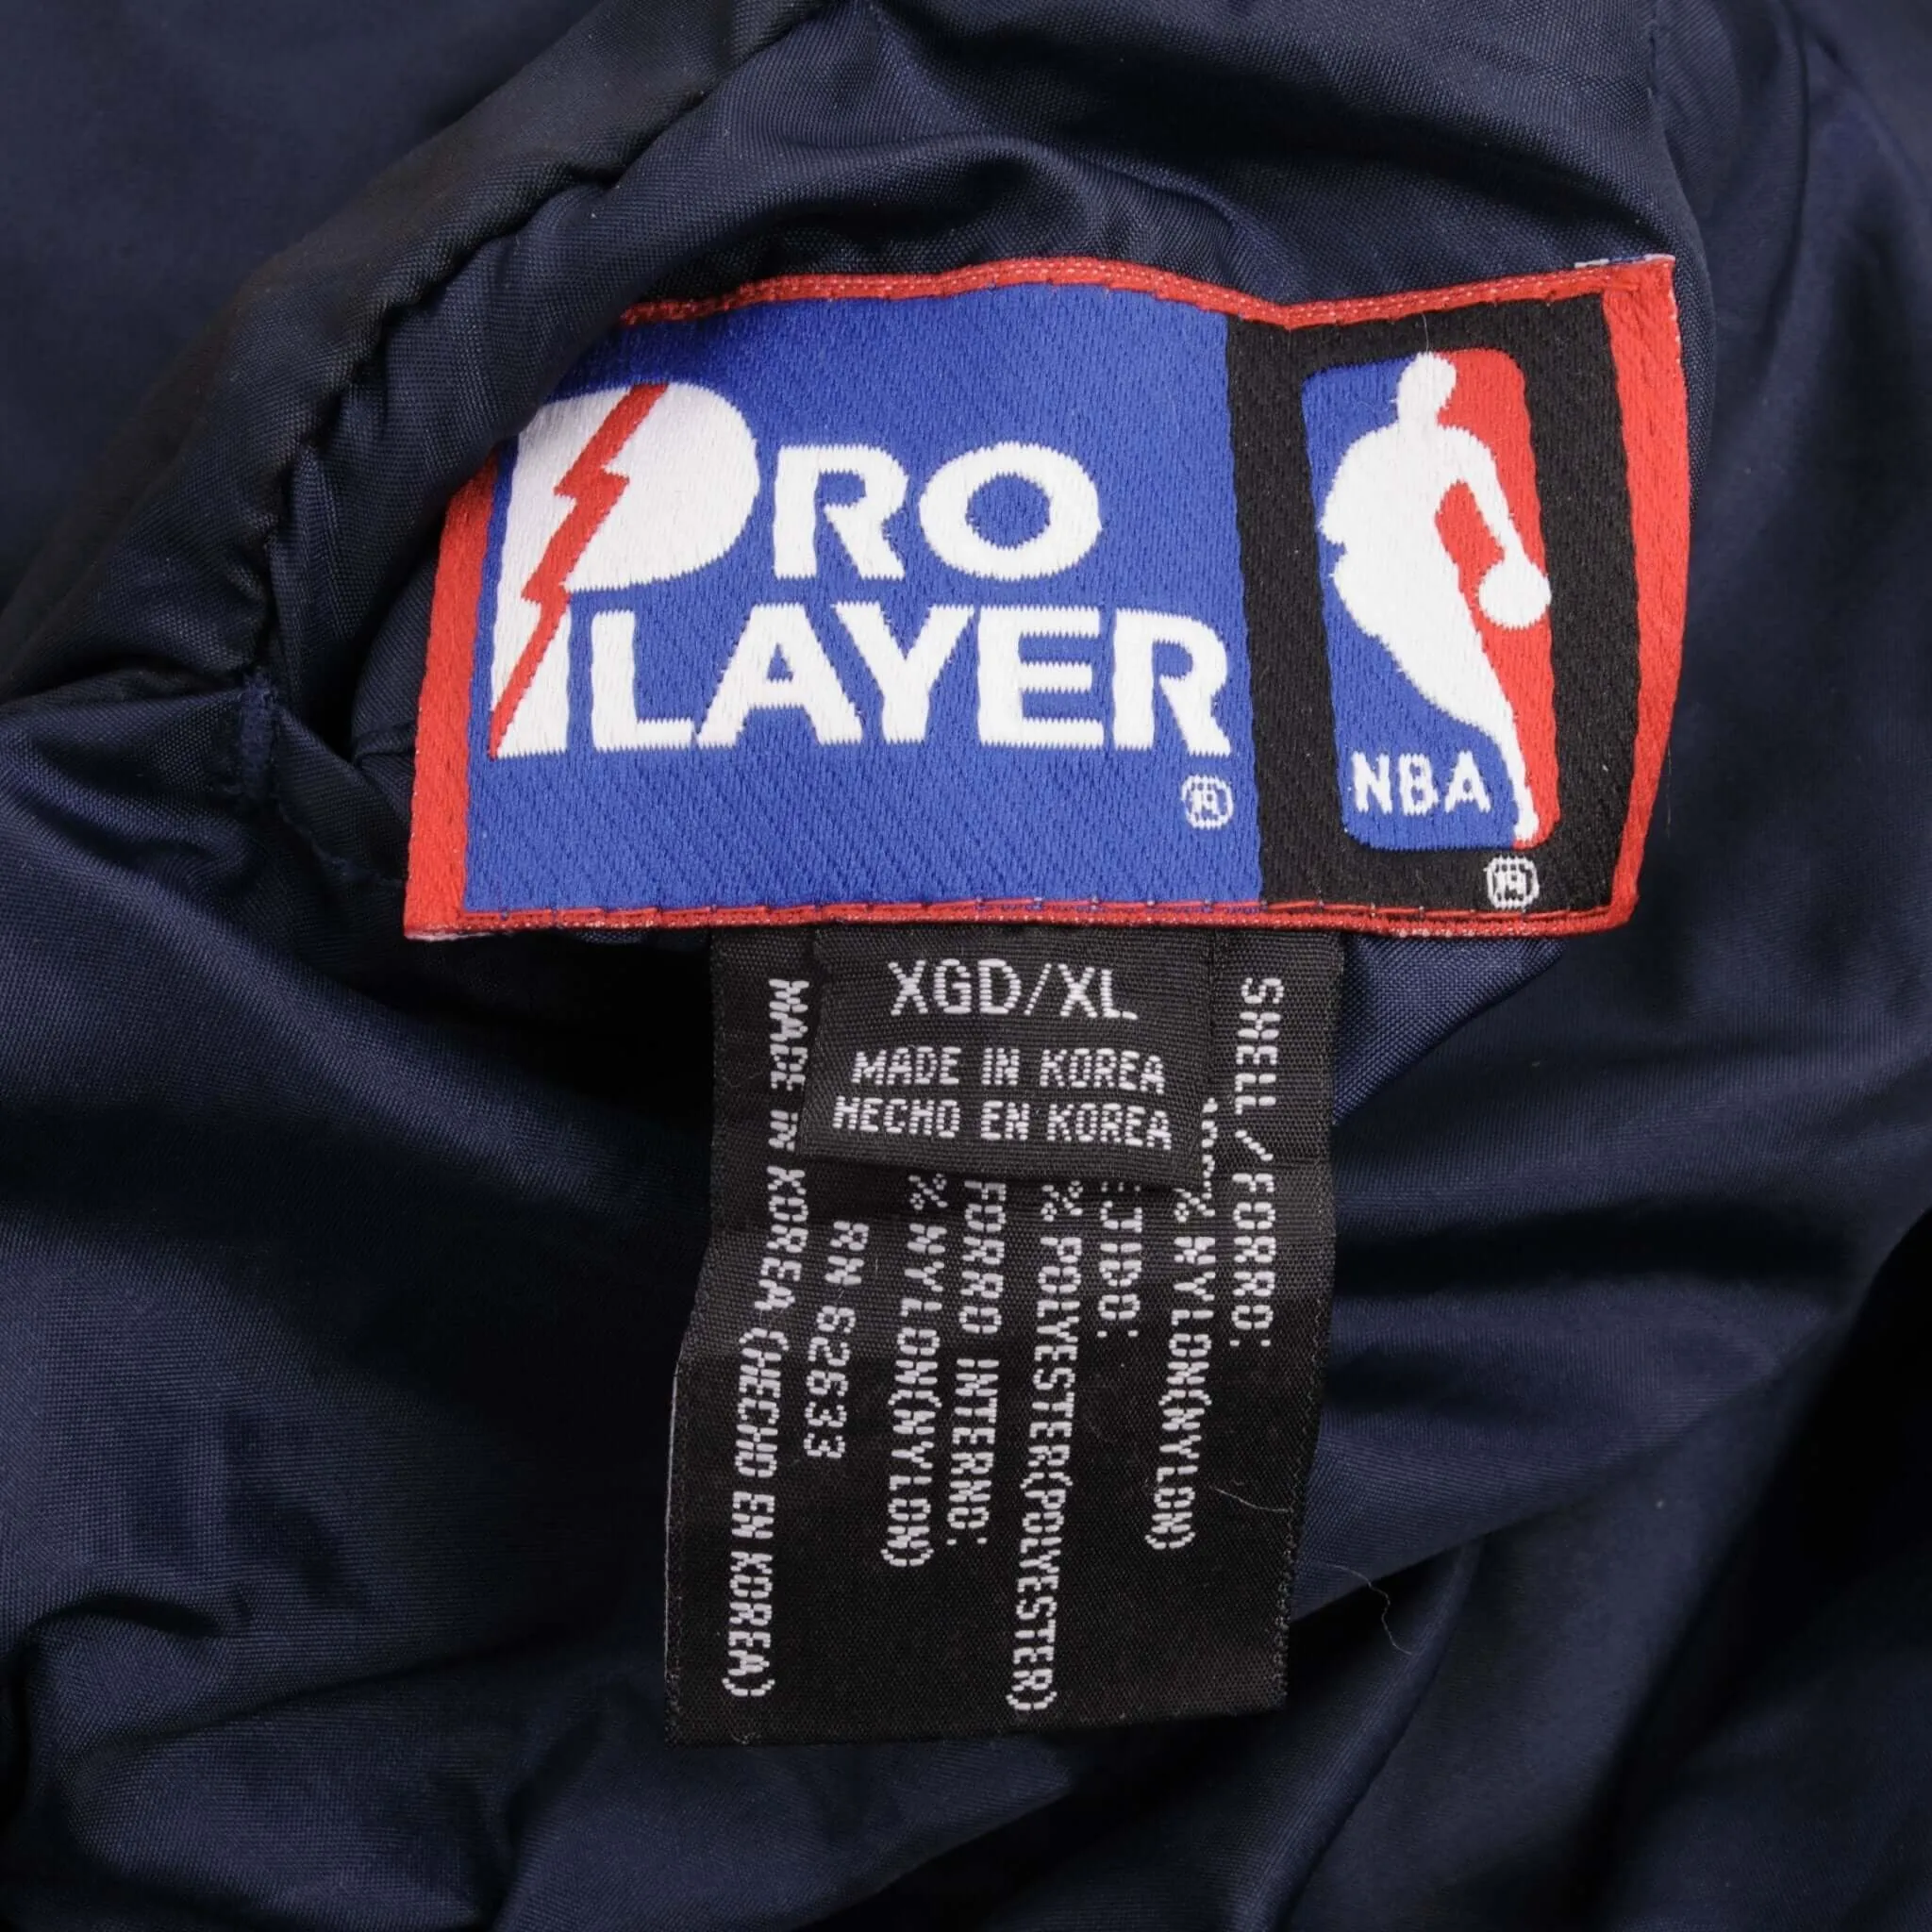 PRO
PLAYER
®
NBA
®
XGD/XL
MADE IN KOREA
HECHO EN KOREA
SHELL/FORRO:
% NYLON(NYLON)
% POLYESTER(POLYESTER)
FORRO INTERNO:
% NYLON(NYLON)
RN 62633
MADE IN KOREA (HECHO EN KOREA)